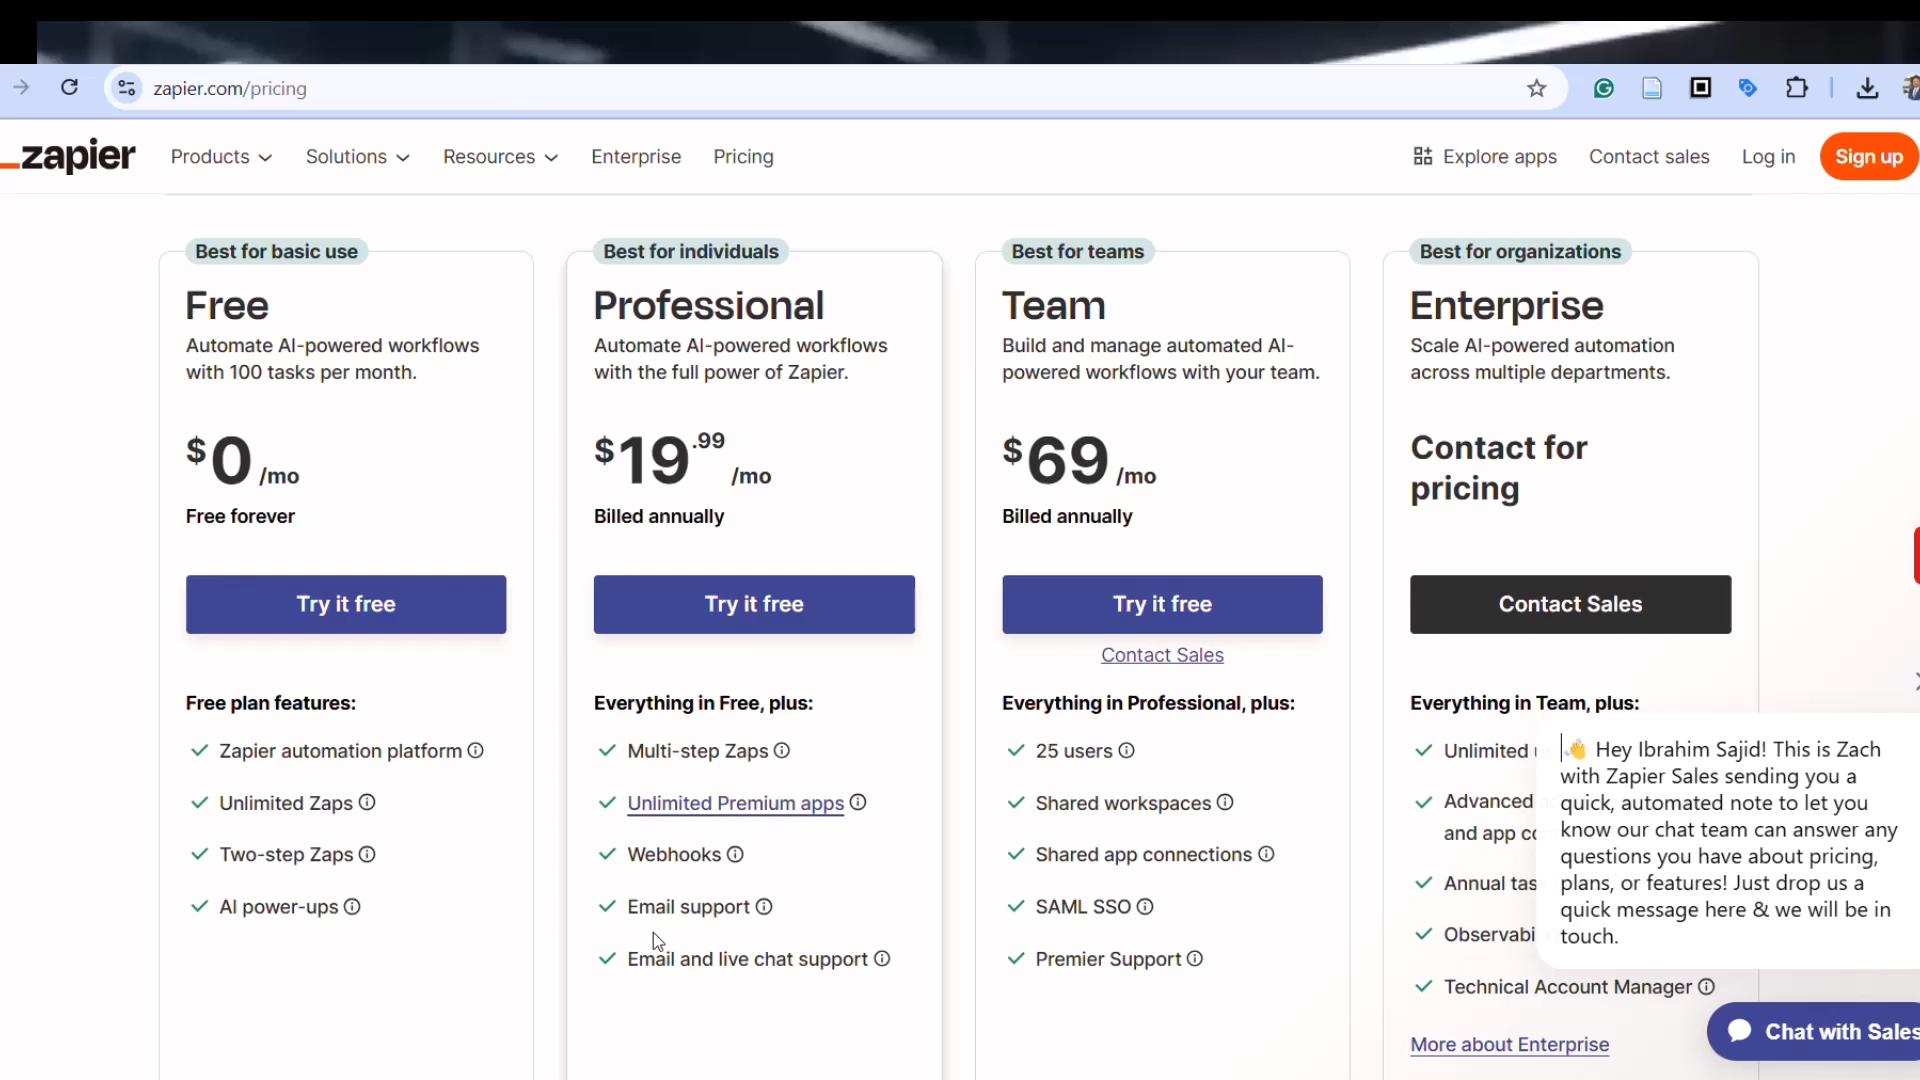 zapier.com/pricing
zapier
Products
Solutions
Resources
Enterprise
Pricing
Explore apps
Contact sales
Log in
Sign up
Best for basic use
Free
Automate AI-powered workflows
with 100 tasks per month.
$0 /mo
Free forever
Try it free
Free plan features:
Zapier automation platform
Unlimited Zaps
Two-step Zaps
AI power-ups
Best for individuals
Professional
Automate AI-powered workflows
with the full power of Zapier.
$19.99 /mo
Billed annually
Try it free
Everything in Free, plus:
Multi-step Zaps
Unlimited Premium apps
Webhooks
Email support
Email and live chat support
Best for teams
Team
Build and manage automated AI-
powered workflows with your team.
$69 /mo
Billed annually
Try it free
Contact Sales
Everything in Professional, plus:
25 users
Shared workspaces
Shared app connections
SAML SSO
Premier Support
Best for organizations
Enterprise
Scale AI-powered automation
across multiple departments.
Contact for
pricing
Contact Sales
Everything in Team, plus:
Unlimited
Advanced
and app
Annual
Technical Account Manager
More about Enterprise
👋 Hey Ibrahim Sajid! This is Zach
with Zapier Sales sending you a
quick, automated note to let you
know our chat team can answer any
questions you have about pricing,
plans, or features! Just drop us a
quick message here & we will be in
touch.
Chat with Sales